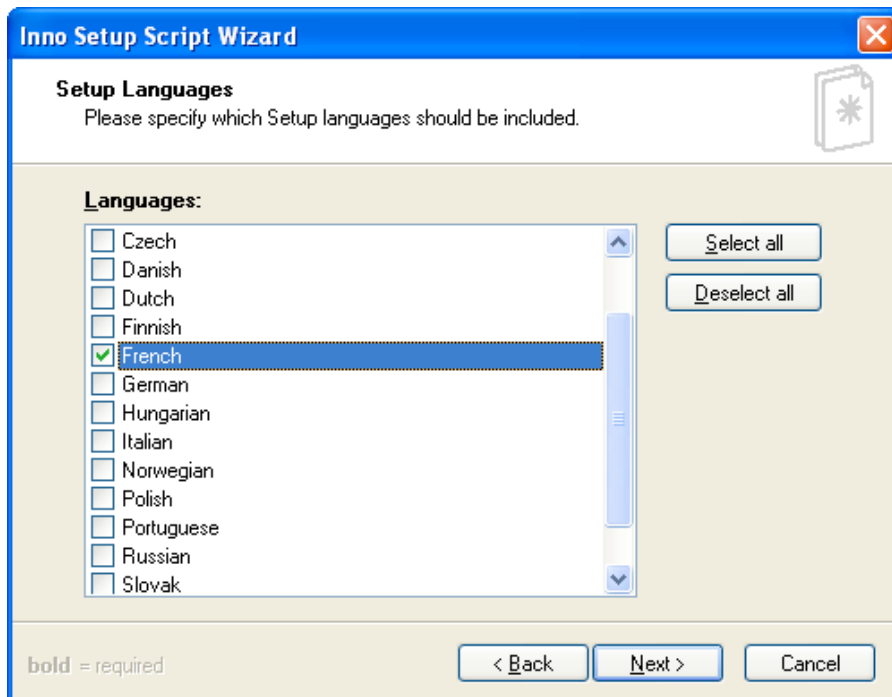 Inno Setup Script Wizard
Setup Languages
Please specify which Setup languages should be included.
Languages:
Czech
Danish
Dutch
Finnish
French
German
Hungarian
Italian
Norwegian
Polish
Portuguese
Russian
Slovak
Select all
Deselect all
bold = required
< Back
Next >
Cancel